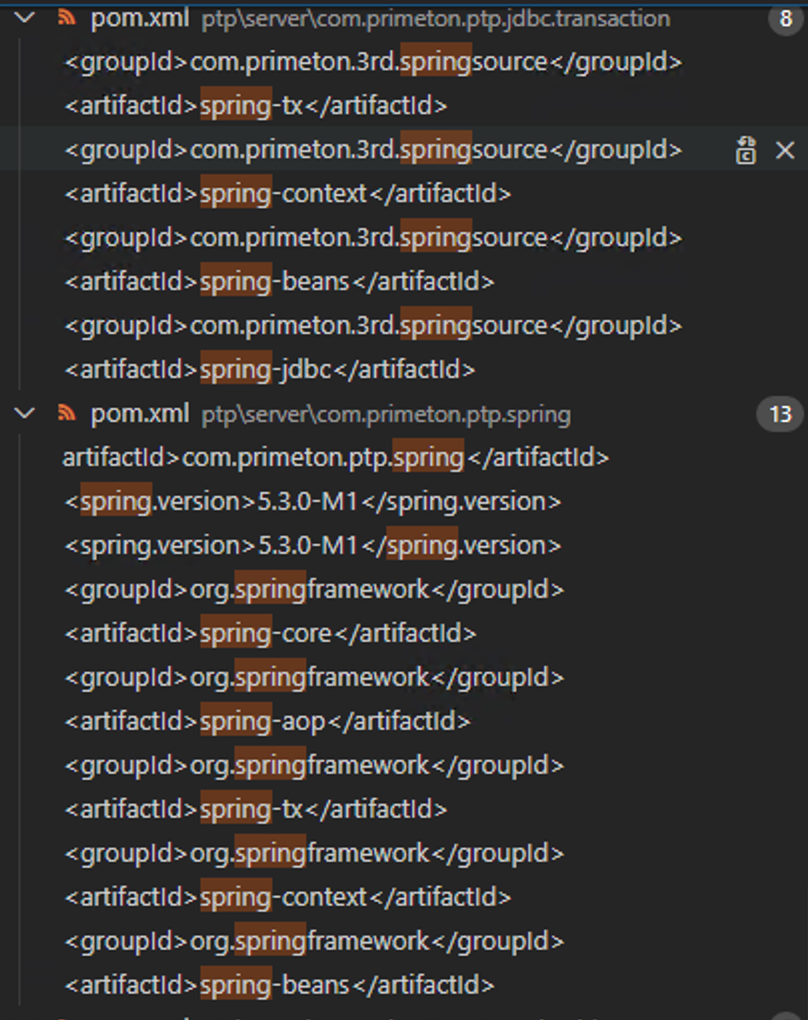 pom.xml ptp\server\com.primeton.ptp.jdbc.transaction 8
<groupId>com.primeton.3rd.springsource</groupId>
<artifactId>spring-tx</artifactId>
<groupId>com.primeton.3rd.springsource</groupId>
<artifactId>spring-context</artifactId>
<groupId>com.primeton.3rd.springsource</groupId>
<artifactId>spring-beans</artifactId>
<groupId>com.primeton.3rd.springsource</groupId>
<artifactId>spring-jdbc</artifactId>
pom.xml ptp\server\com.primeton.ptp.spring 13
artifactId>com.primeton.ptp.spring</artifactId>
<spring.version>5.3.0-M1</spring.version>
<spring.version>5.3.0-M1</spring.version>
<groupId>org.springframework</groupId>
<artifactId>spring-core</artifactId>
<groupId>org.springframework</groupId>
<artifactId>spring-aop</artifactId>
<groupId>org.springframework</groupId>
<artifactId>spring-tx</artifactId>
<groupId>org.springframework</groupId>
<artifactId>spring-context</artifactId>
<groupId>org.springframework</groupId>
<artifactId>spring-beans</artifactId>